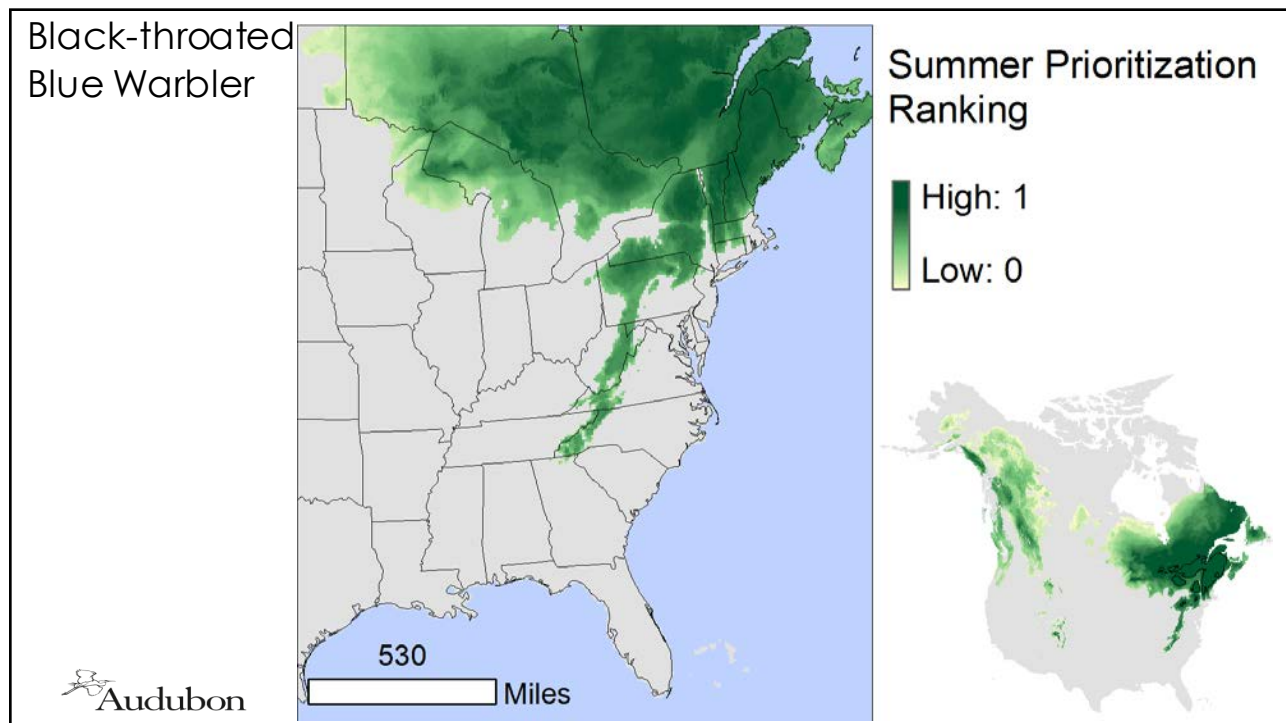 Black-throated
Blue Warbler
Summer Prioritization
Ranking
High: 1
Low: 0
530
Miles
Audubon